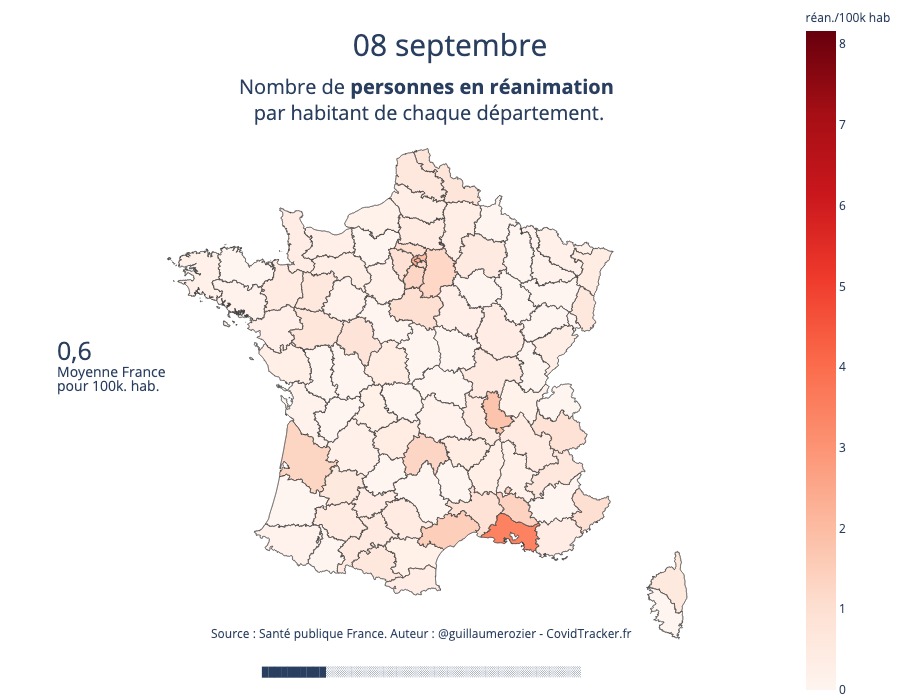 réan./100k hab
08 septembre
Nombre de personnes en réanimation
par habitant de chaque département.
8
7
6
5
4
3
2
1
0
0,6
Moyenne France
pour 100k. hab.
Source : Santé publique France. Auteur : @guillaumerozier - CovidTracker.fr